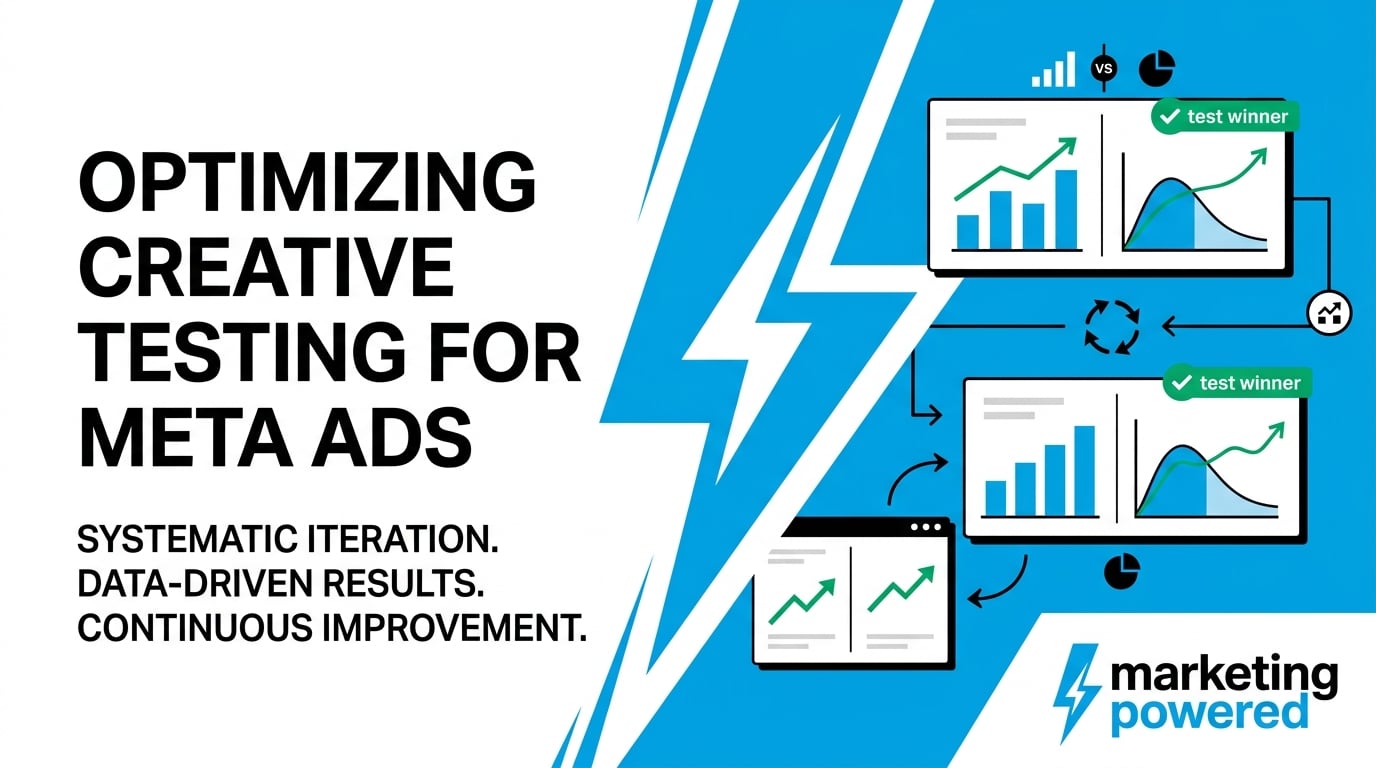 OPTIMIZING
CREATIVE
TESTING FOR
META ADS
SYSTEMATIC ITERATION.
DATA-DRIVEN RESULTS.
CONTINUOUS IMPROVEMENT.
VS
test winner
test winner
marketing
powered